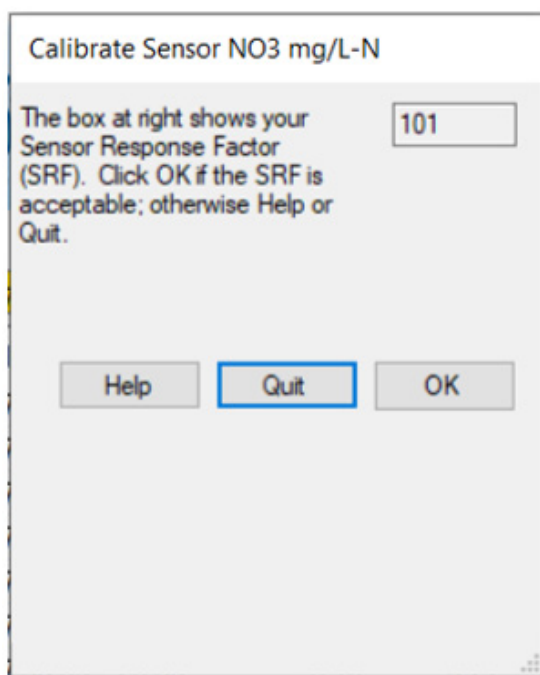 Calibrate Sensor NO3 mg/L-N
The box at right shows your
Sensor Response Factor
(SRF). Click OK if the SRF is
acceptable; otherwise Help or
Quit.
101
Help
Quit
OK